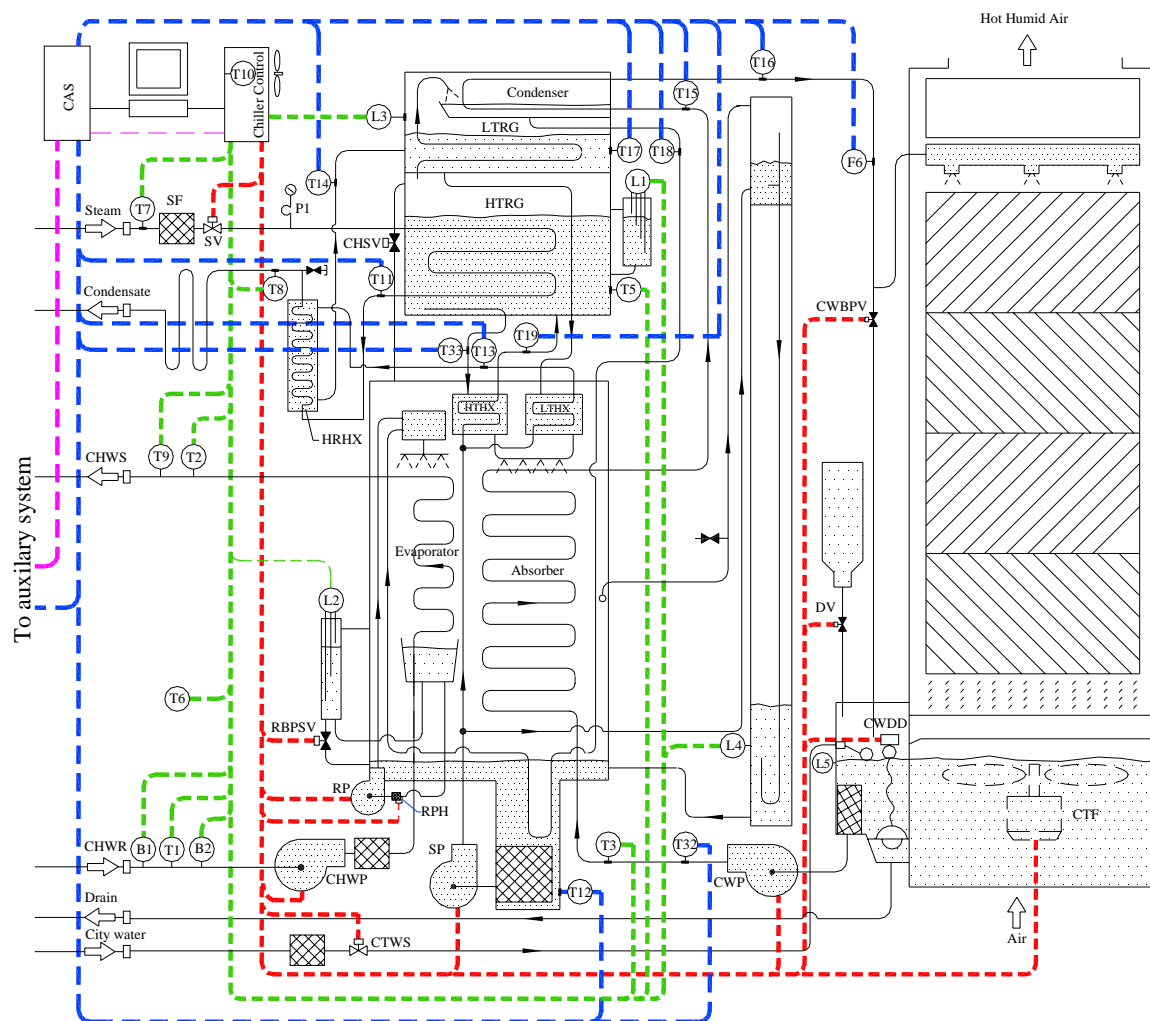 Hot Humid Air
CAS
T10
Chiller Control
T16
Condenser
T15
L3
LTRG
T17
T18
F6
T14
L1
Steam
T7
SF
SV
P1
HTRG
CHSV
T11
T8
T5
Condensate
CWBPV
T33
T13
T19
HTHX
LTHX
HRHX
CHWS
T9
T2
To auxilary system
Evaporator
Absorber
L2
DV
T6
RBPSV
CWDD
L4
L5
RP
RPH
CTF
CHWR
B1
T1
B2
CHWP
SP
T3
T32
CWP
T12
Drain
City water
CTWS
Air